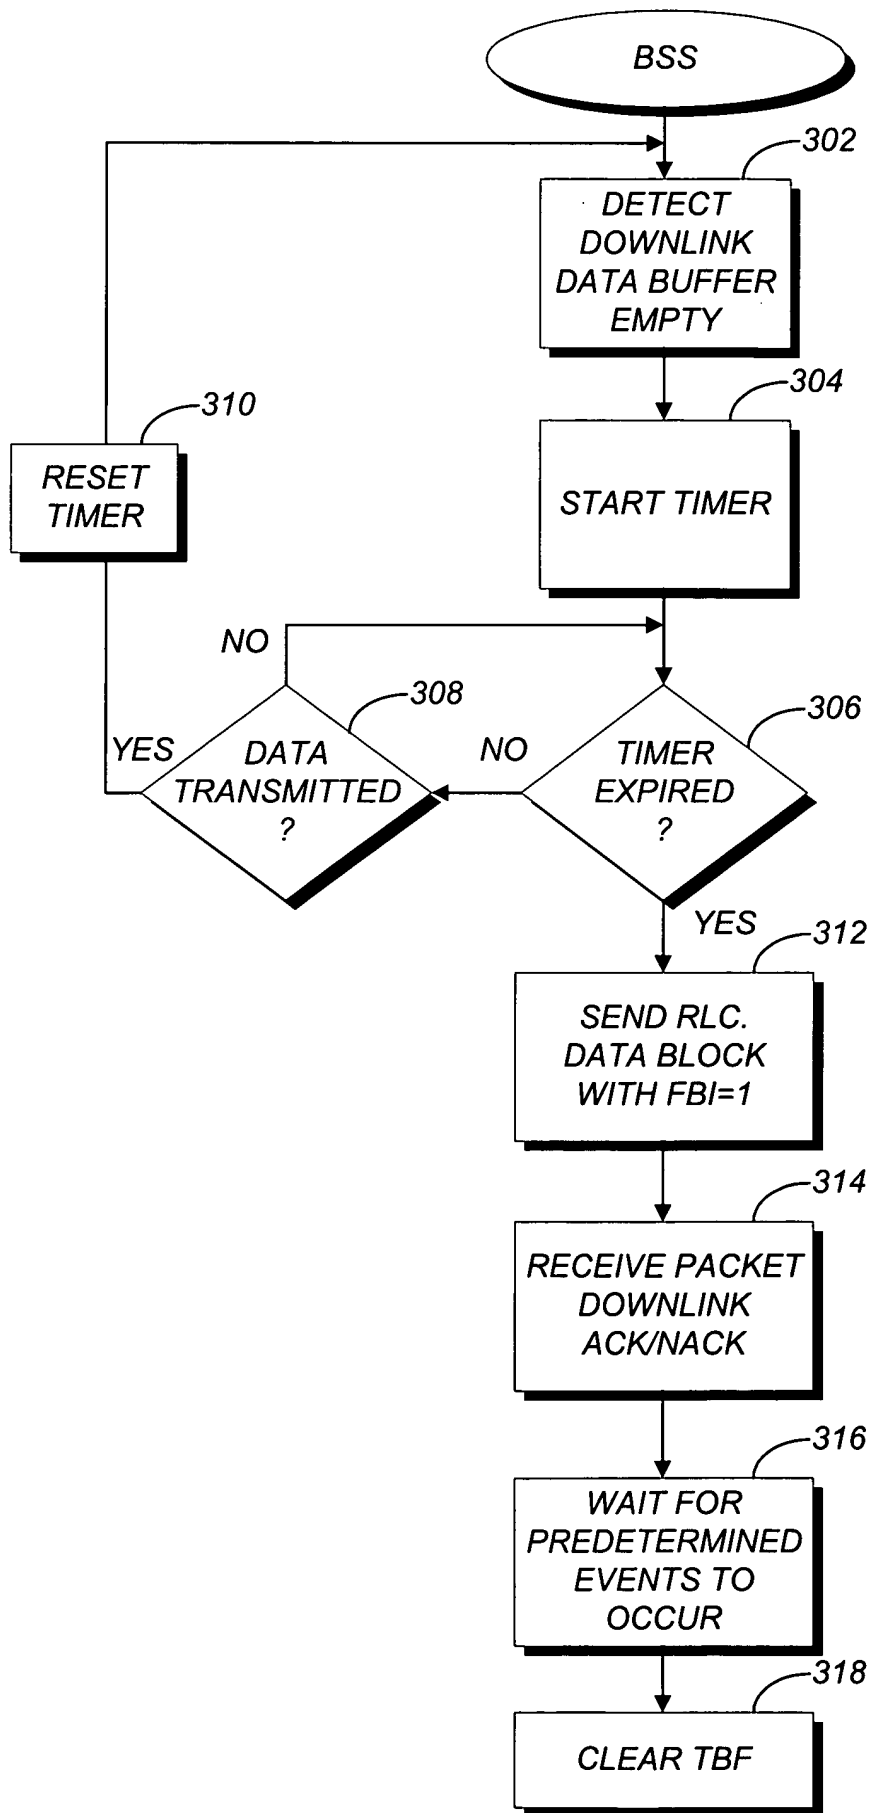 BSS
302
DETECT
DOWNLINK
DATA BUFFER
EMPTY
304
START TIMER
310
RESET
TIMER
NO
308
DATA
TRANSMITTED
?
YES
NO
306
TIMER
EXPIRED
?
YES
312
SEND RLC.
DATA BLOCK
WITH FBI=1
314
RECEIVE PACKET
DOWNLINK
ACK/NACK
316
WAIT FOR
PREDETERMINED
EVENTS TO
OCCUR
318
CLEAR TBF